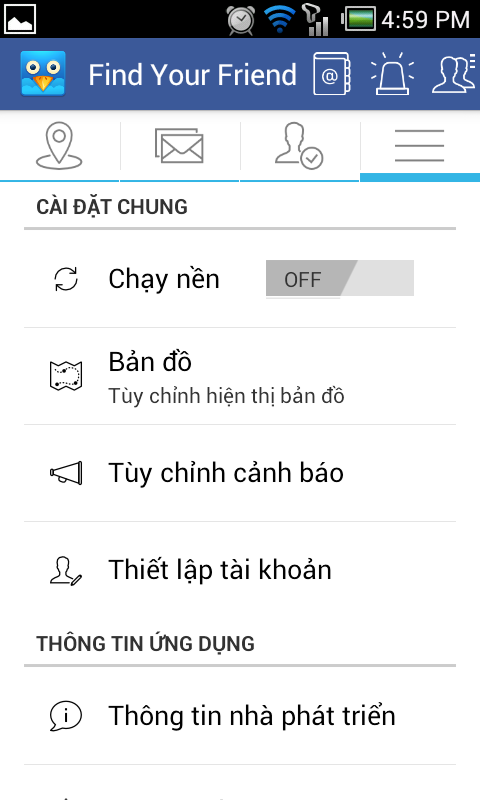 4:59 PM
Find Your Friend
CÀI ĐẶT CHUNG
Chạy nền
OFF
Bản đồ
Tùy chỉnh hiện thị bản đồ
Tùy chỉnh cảnh báo
Thiết lập tài khoản
THÔNG TIN ỨNG DỤNG
Thông tin nhà phát triển